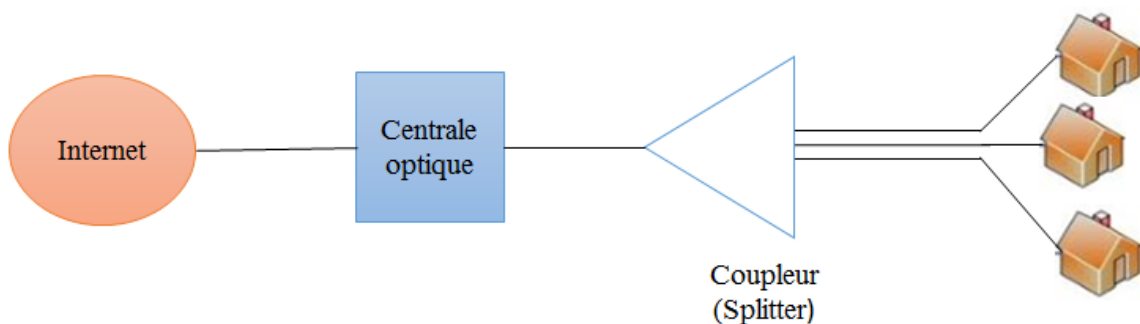 Internet
Centrale
optique
Coupleur
(Splitter)